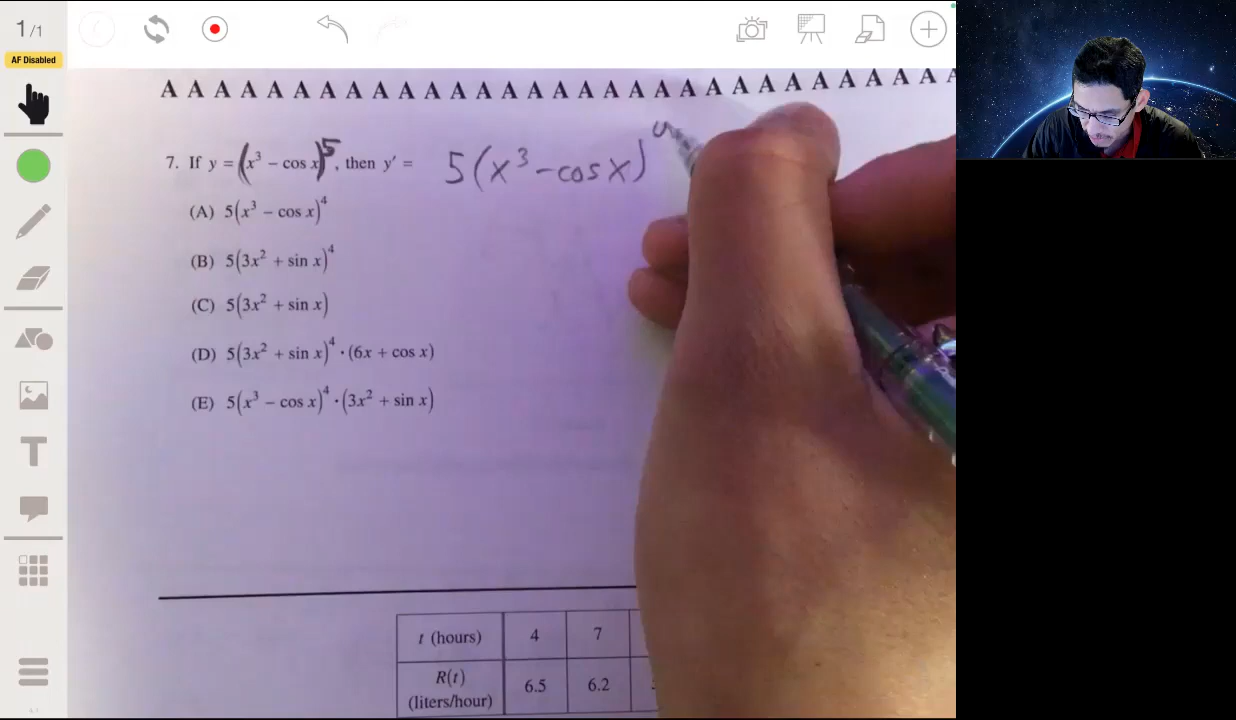 1/1
AF Disabled
A A A A A A A A A A A A A A A A A A A A A A A A A A A A A A A
7. If y = (x³ − cos x)⁵, then y′ = 5(x³ − cos x)
(A) 5(x³ − cos x)⁴
(B) 5(3x² + sin x)⁴
(C) 5(3x² + sin x)
(D) 5(3x² + sin x)⁴ · (6x + cos x)
(E) 5(x³ − cos x)⁴ · (3x² + sin x)
T
t (hours) 4 7
R(t) (liters/hour) 6.5 6.2